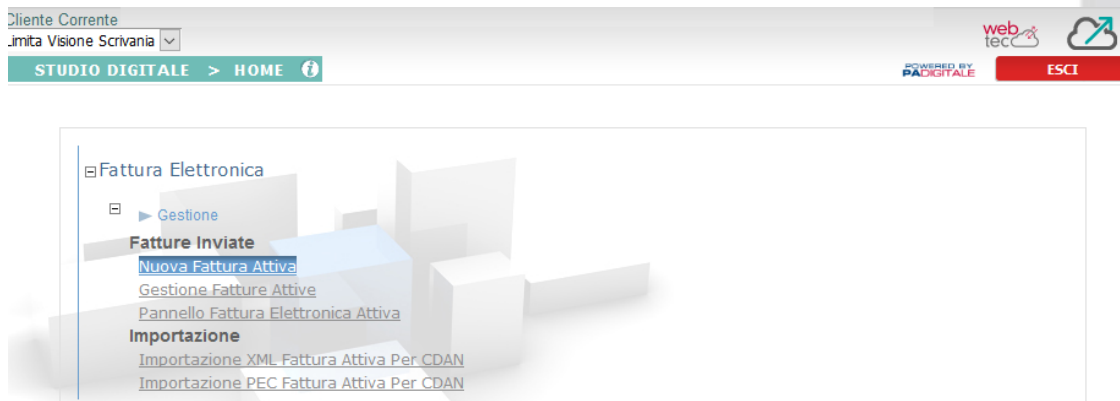 Cliente Corrente
Limita Visione Scrivania
web tec
STUDIO DIGITALE > HOME i
POWERED BY PADIGITALE
ESCI
Fattura Elettronica
Gestione
Fatture Inviate
Nuova Fattura Attiva
Gestione Fatture Attive
Pannello Fattura Elettronica Attiva
Importazione
Importazione XML Fattura Attiva Per CDAN
Importazione PEC Fattura Attiva Per CDAN